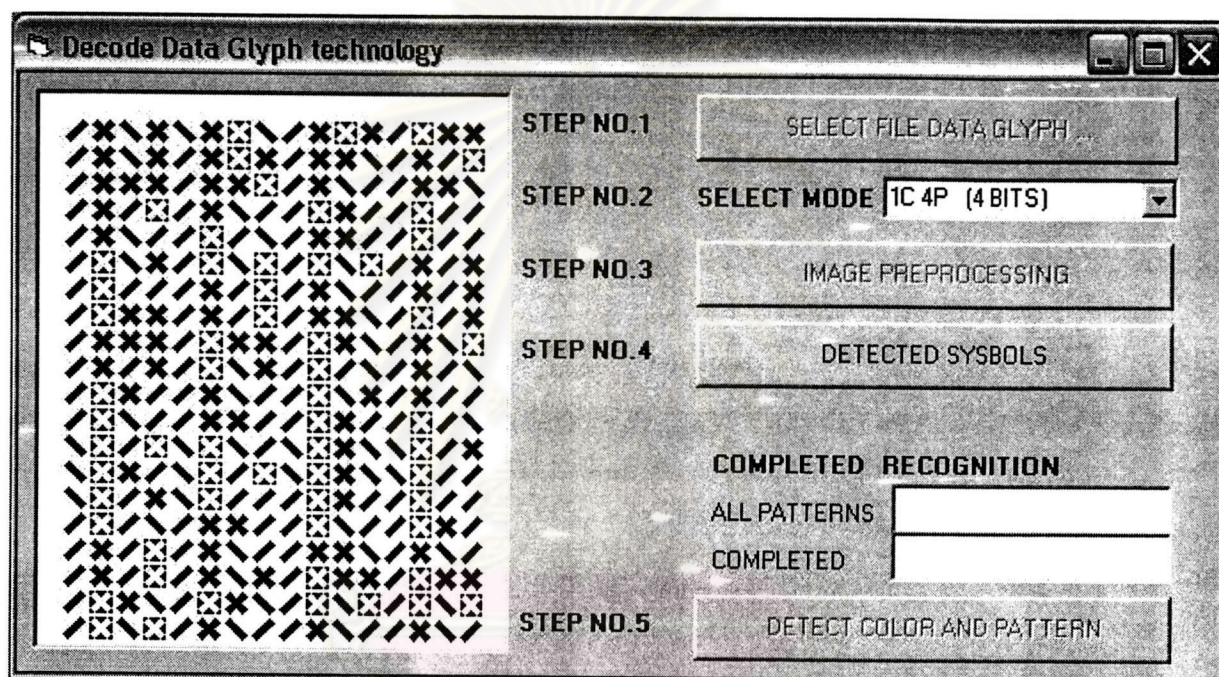 Decode Data Glyph technology
STEP NO.1 SELECT FILE DATA GLYPH ...
STEP NO.2 SELECT MODE 1C 4P (4 BITS)
STEP NO.3 IMAGE PREPROCESSING
STEP NO.4 DETECTED SYSBOLS
COMPLETED RECOGNITION
ALL PATTERNS
COMPLETED
STEP NO.5 DETECT COLOR AND PATTERN